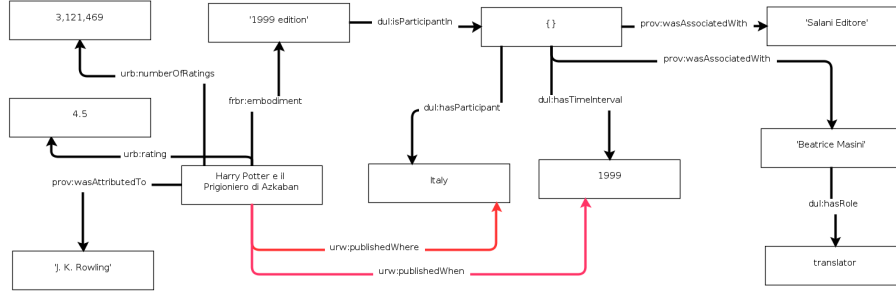 3,121,469
'1999 edition'
dul:isParticipantIn
{}
prov:wasAssociatedWith
'Salani Editore'
urb:numberOfRatings
prov:wasAssociatedWith
frbr:embodiment
dul:hasParticipant
dul:hasTimeInterval
4.5
urb:rating
'Beatrice Masini'
prov:wasAttributedTo
Harry Potter e il
Prigioniero di Azkaban
Italy
1999
dul:hasRole
urw:publishedWhere
'J. K. Rowling'
urw:publishedWhen
translator